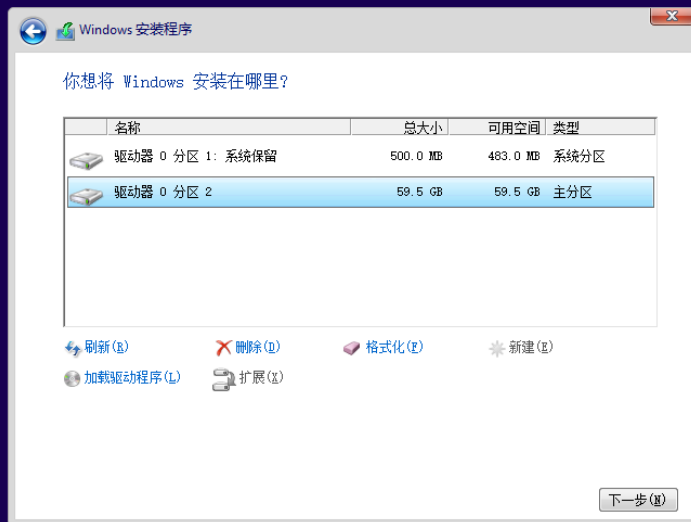 Windows 安装程序
你想将 Windows 安装在哪里?
名称 总大小 可用空间 类型
驱动器 0 分区 1: 系统保留 500.0 MB 483.0 MB 系统分区
驱动器 0 分区 2 59.5 GB 59.5 GB 主分区
刷新(R) 删除(D) 格式化(F) 新建(E)
加载驱动程序(L) 扩展(X)
下一步(N)